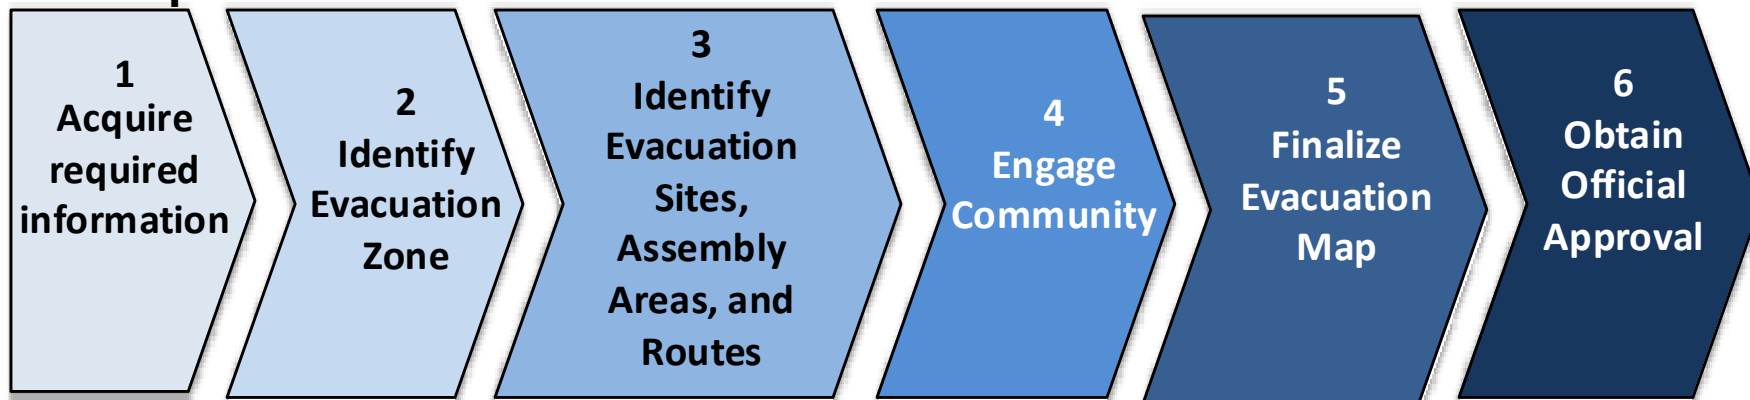 1
Acquire
required
information
2
Identify
Evacuation
Zone
3
Identify
Evacuation
Sites,
Assembly
Areas, and
Routes
4
Engage
Community
5
Finalize
Evacuation
Map
6
Obtain
Official
Approval